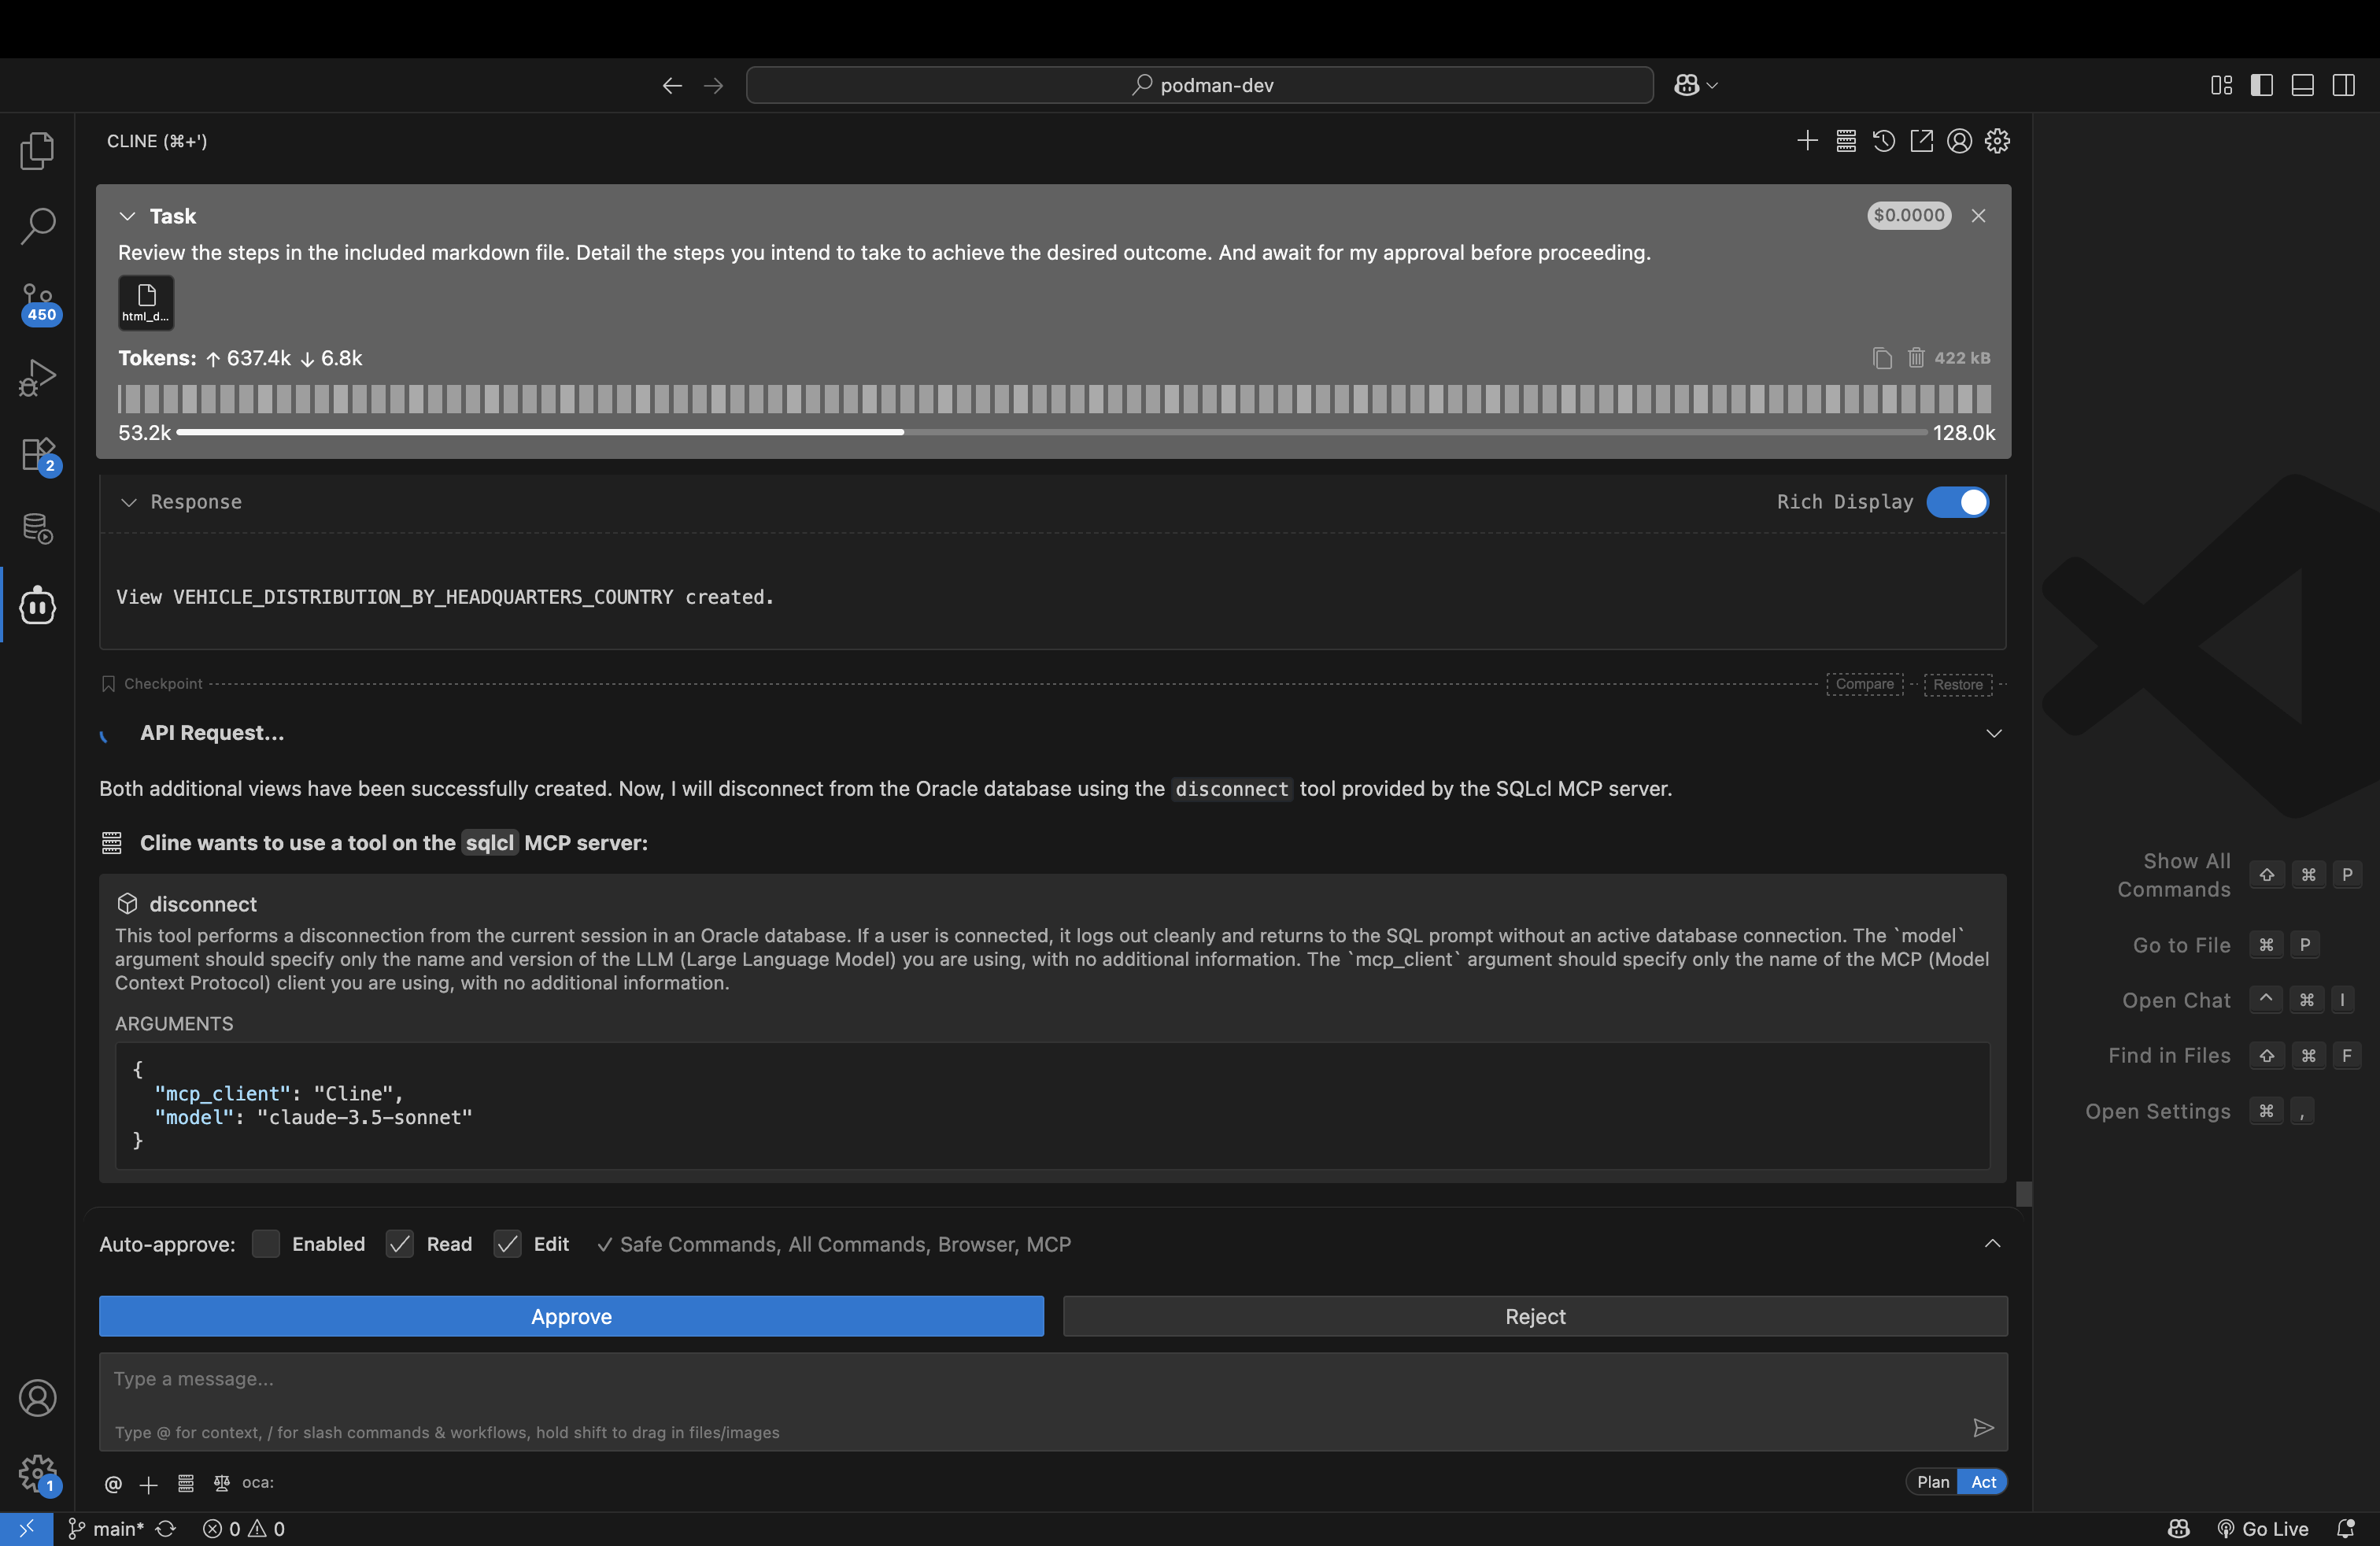 podman-dev
CLINE (⌘+')
Task
$0.0000
Review the steps in the included markdown file. Detail the steps you intend to take to achieve the desired outcome. And await for my approval before proceeding.
html_d...
Tokens: ↑ 637.4k ↓ 6.8k
422 kB
53.2k
128.0k
Response
Rich Display
View VEHICLE_DISTRIBUTION_BY_HEADQUARTERS_COUNTRY created.
Checkpoint
Compare
Restore
API Request...
Both additional views have been successfully created. Now, I will disconnect from the Oracle database using the disconnect tool provided by the SQLcl MCP server.
Cline wants to use a tool on the sqlcl MCP server:
disconnect
This tool performs a disconnection from the current session in an Oracle database. If a user is connected, it logs out cleanly and returns to the SQL prompt without an active database connection. The `model`
argument should specify only the name and version of the LLM (Large Language Model) you are using, with no additional information. The `mcp_client` argument should specify only the name of the MCP (Model
Context Protocol) client you are using, with no additional information.
ARGUMENTS
{
"mcp_client": "Cline",
"model": "claude-3.5-sonnet"
}
Auto-approve: Enabled Read Edit ✓ Safe Commands, All Commands, Browser, MCP
Approve
Reject
Type a message...
Type @ for context, / for slash commands & workflows, hold shift to drag in files/images
@ oca:
Plan Act
450
2
1
Show All
Commands ⇧ ⌘ P
Go to File ⌘ P
Open Chat ^ ⌘ I
Find in Files ⇧ ⌘ F
Open Settings ⌘ ,
main* 0 0
Go Live